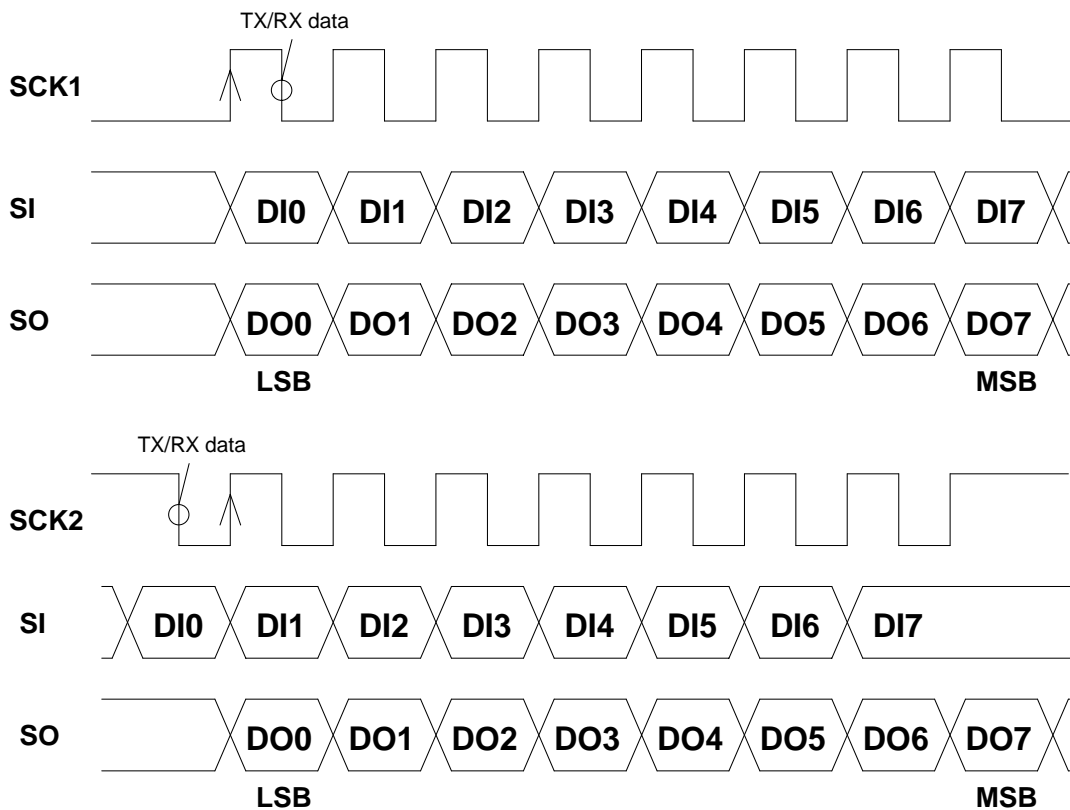 TX/RX data
SCK1
SI DI0 DI1 DI2 DI3 DI4 DI5 DI6 DI7
SO DO0 DO1 DO2 DO3 DO4 DO5 DO6 DO7
LSB MSB
TX/RX data
SCK2
SI DI0 DI1 DI2 DI3 DI4 DI5 DI6 DI7
SO DO0 DO1 DO2 DO3 DO4 DO5 DO6 DO7
LSB MSB